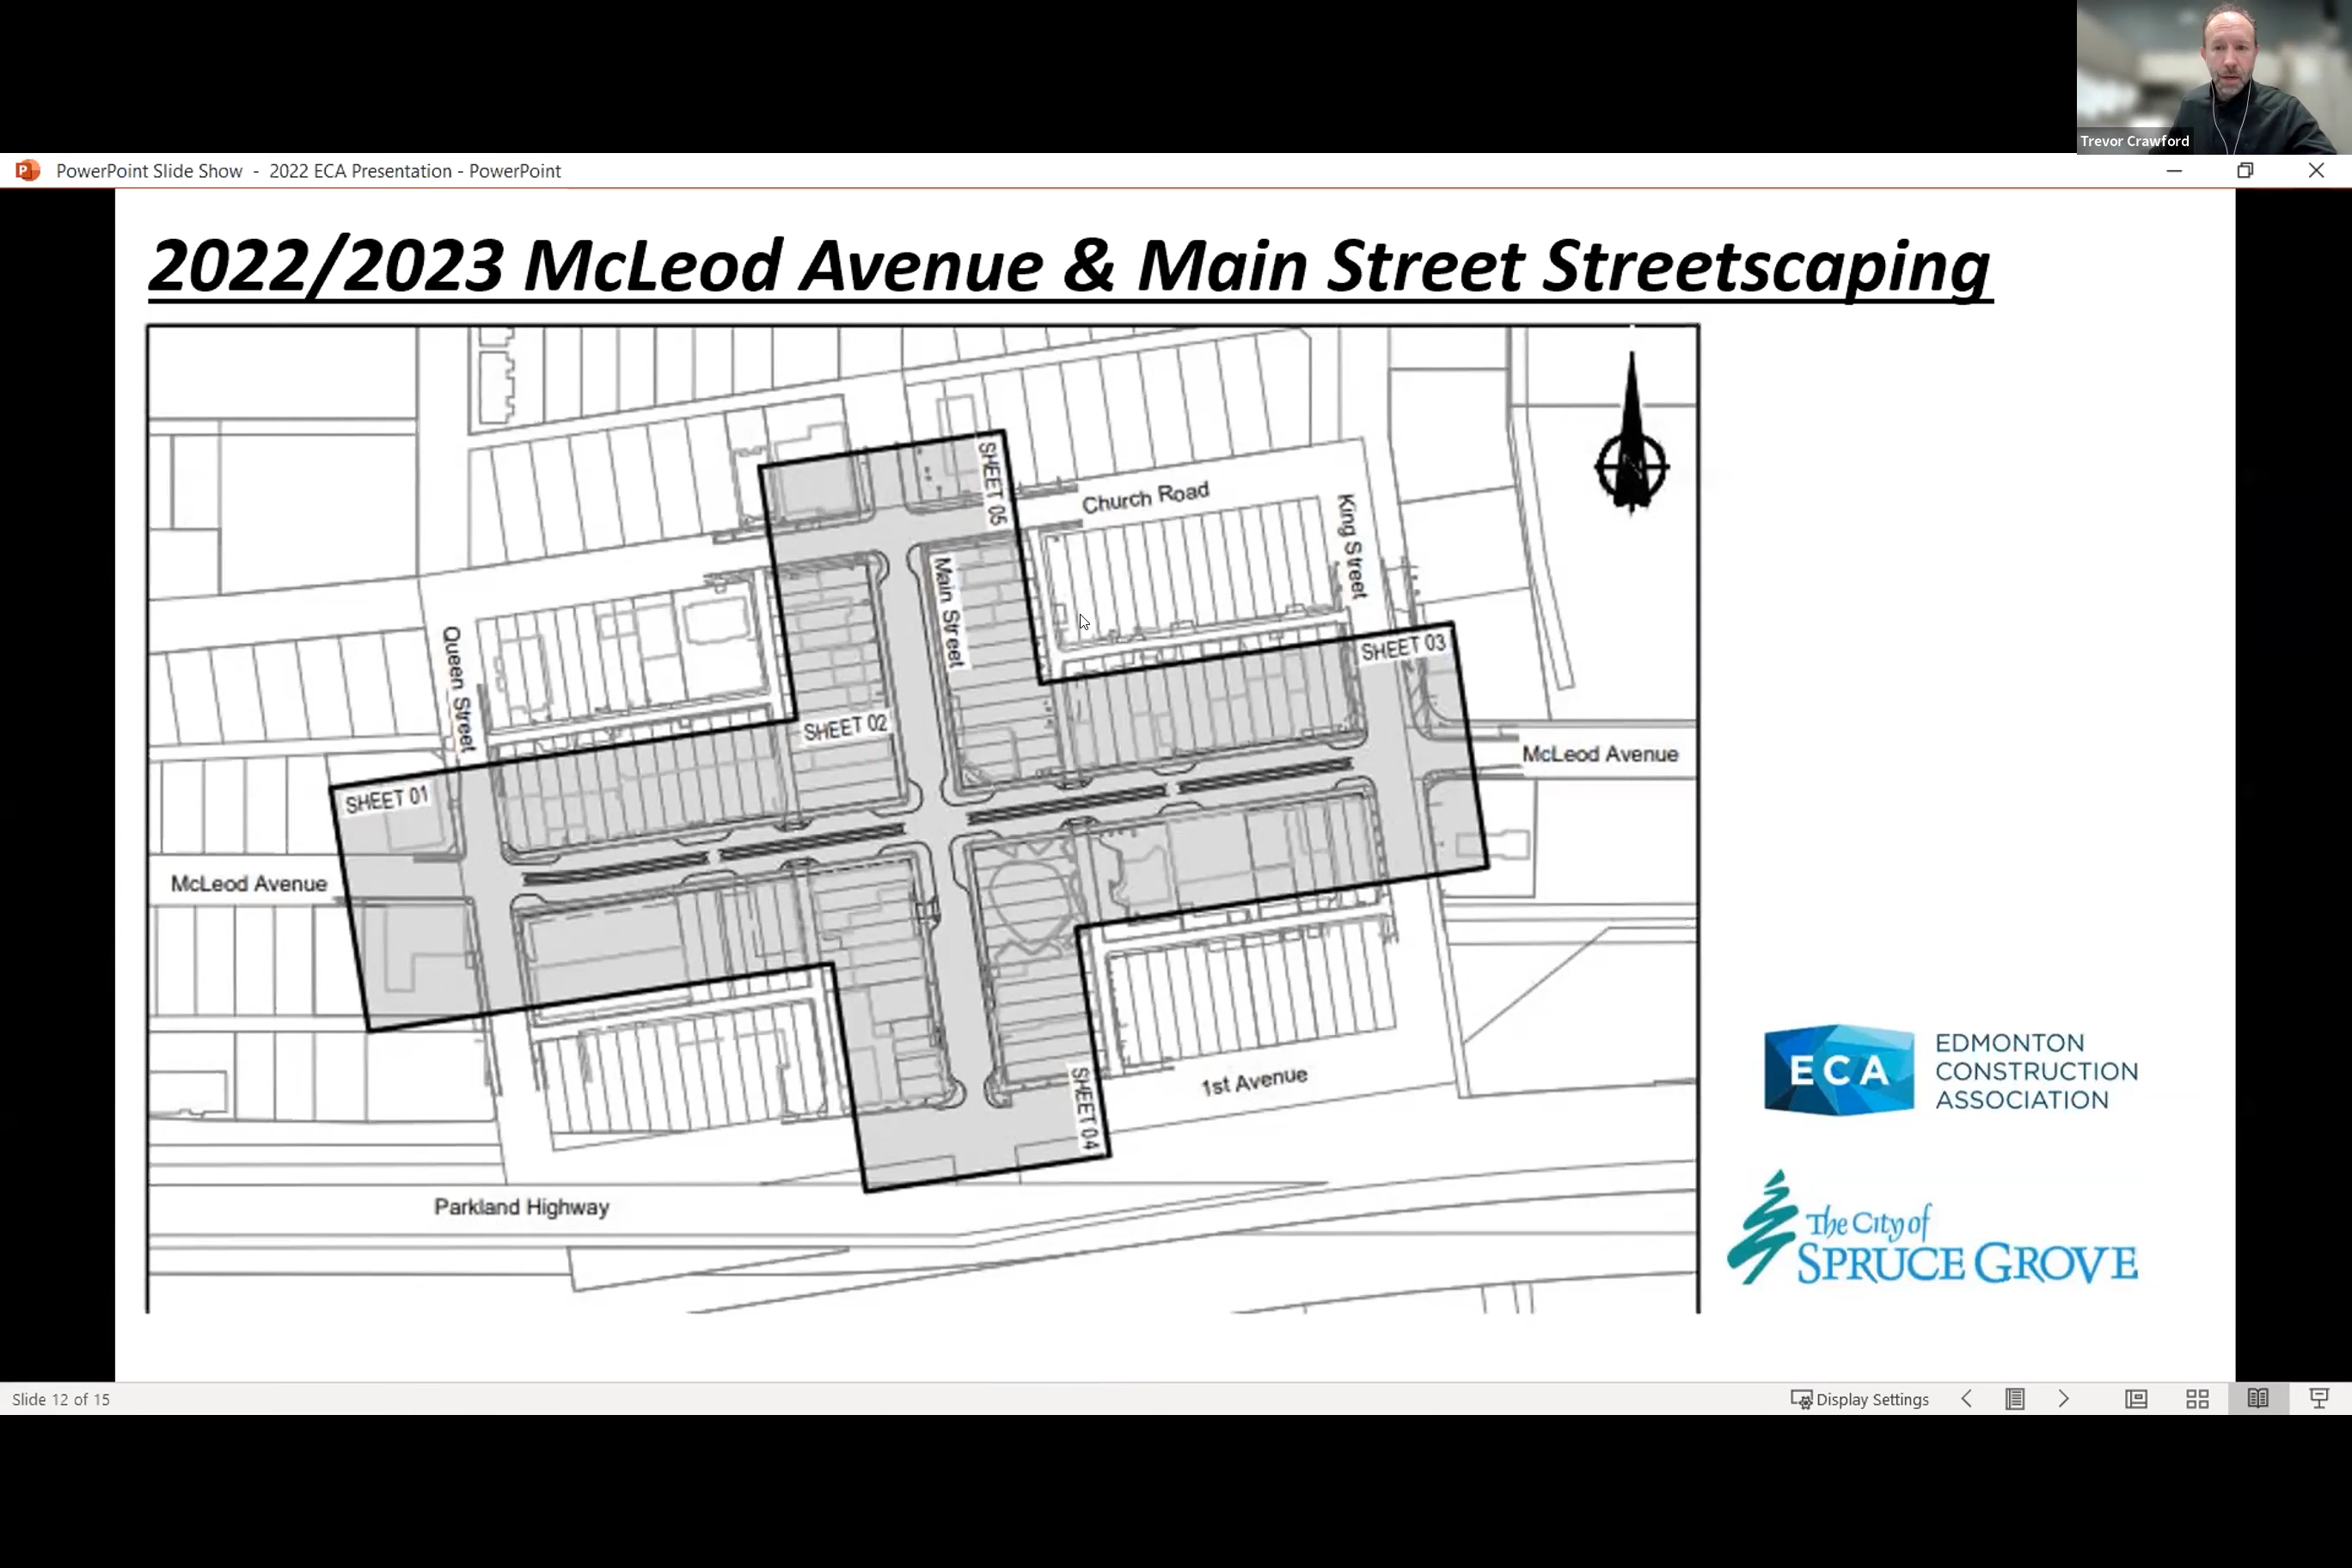 Trevor Crawford
PowerPoint Slide Show - 2022 ECA Presentation - PowerPoint
2022/2023 McLeod Avenue & Main Street Streetscaping
SHEET 05
Church Road
King Street
Main Street
Queen Street
SHEET 03
SHEET 02
McLeod Avenue
SHEET 01
McLeod Avenue
SHEET 04
1st Avenue
Parkland Highway
N
ECA
EDMONTON
CONSTRUCTION
ASSOCIATION
The City of
SPRUCE GROVE
Slide 12 of 15
Display Settings